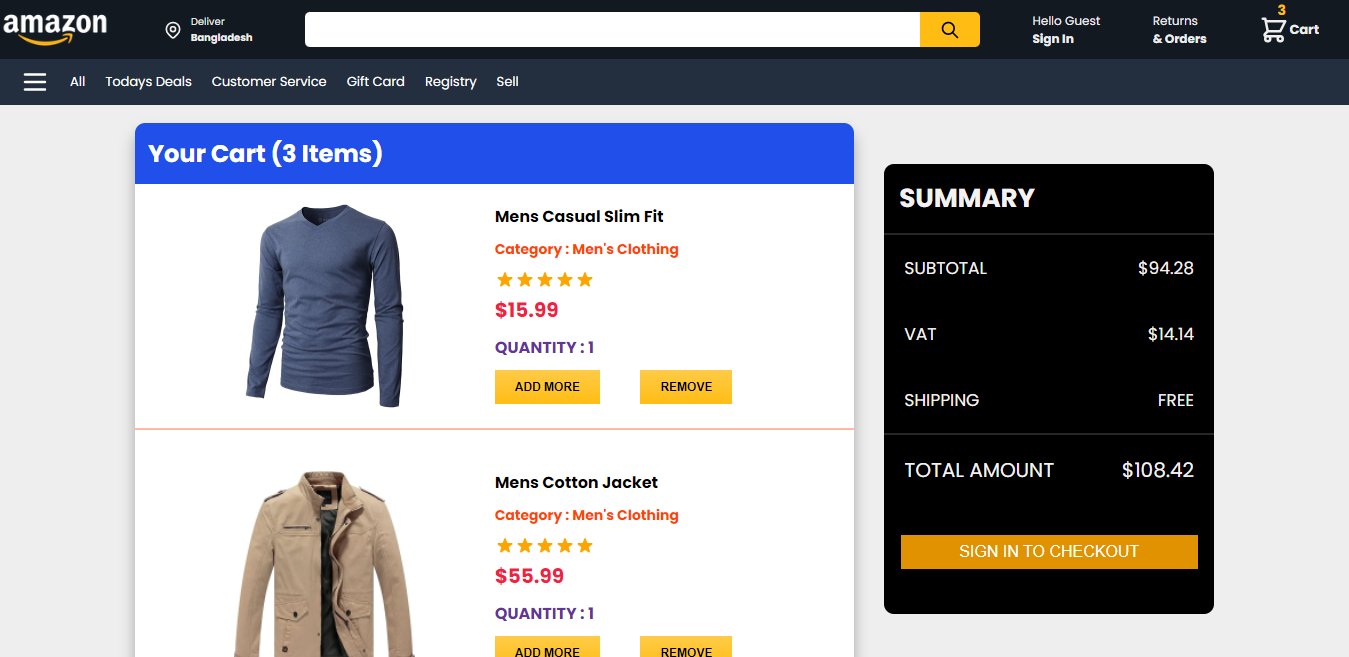 amazon
Deliver
Bangladesh
Hello Guest
Sign In
Returns
& Orders
3
Cart
All
Todays Deals
Customer Service
Gift Card
Registry
Sell
Your Cart (3 Items)
Mens Casual Slim Fit
Category : Men's Clothing
$15.99
QUANTITY : 1
ADD MORE
REMOVE
Mens Cotton Jacket
Category : Men's Clothing
$55.99
QUANTITY : 1
ADD MORE
REMOVE
SUMMARY
SUBTOTAL $94.28
VAT $14.14
SHIPPING FREE
TOTAL AMOUNT $108.42
SIGN IN TO CHECKOUT